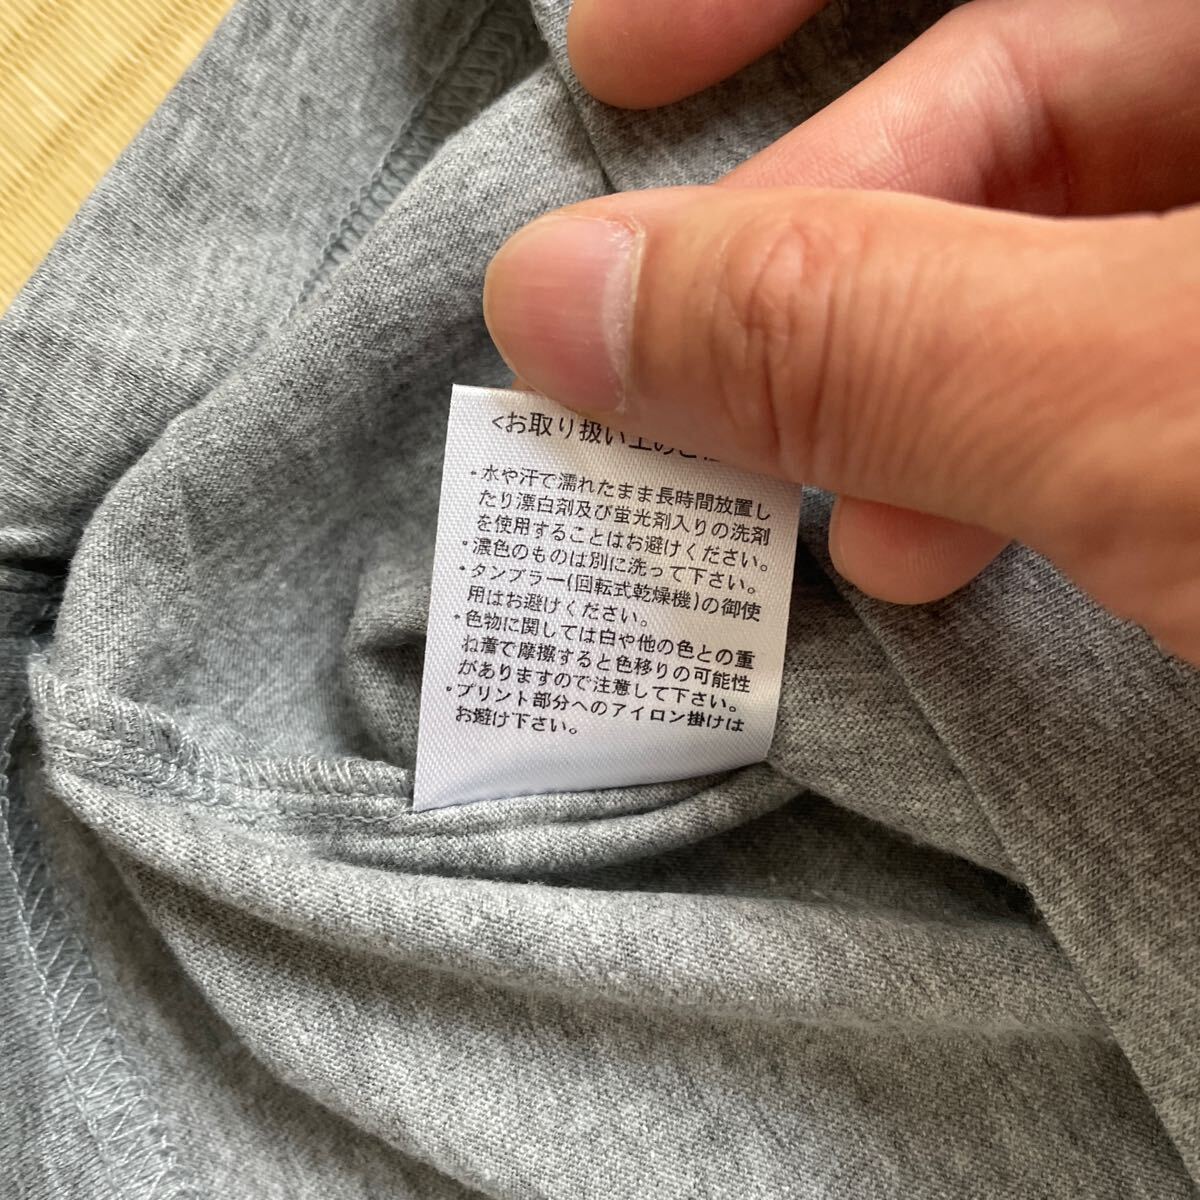 <お取り扱い上のご
・水や汗で濡れたまま長時間放置し
たり漂白剤及び蛍光剤入りの洗剤
を使用することはお避けください。
・濃色のものは別に洗って下さい。
・タンブラー(回転式乾燥機)の御使
用はお避けください。
・色物に関しては白や他の色との重
ね着で摩擦すると色移りの可能性
がありますので注意して下さい。
・プリント部分へのアイロン掛けは
お避け下さい。